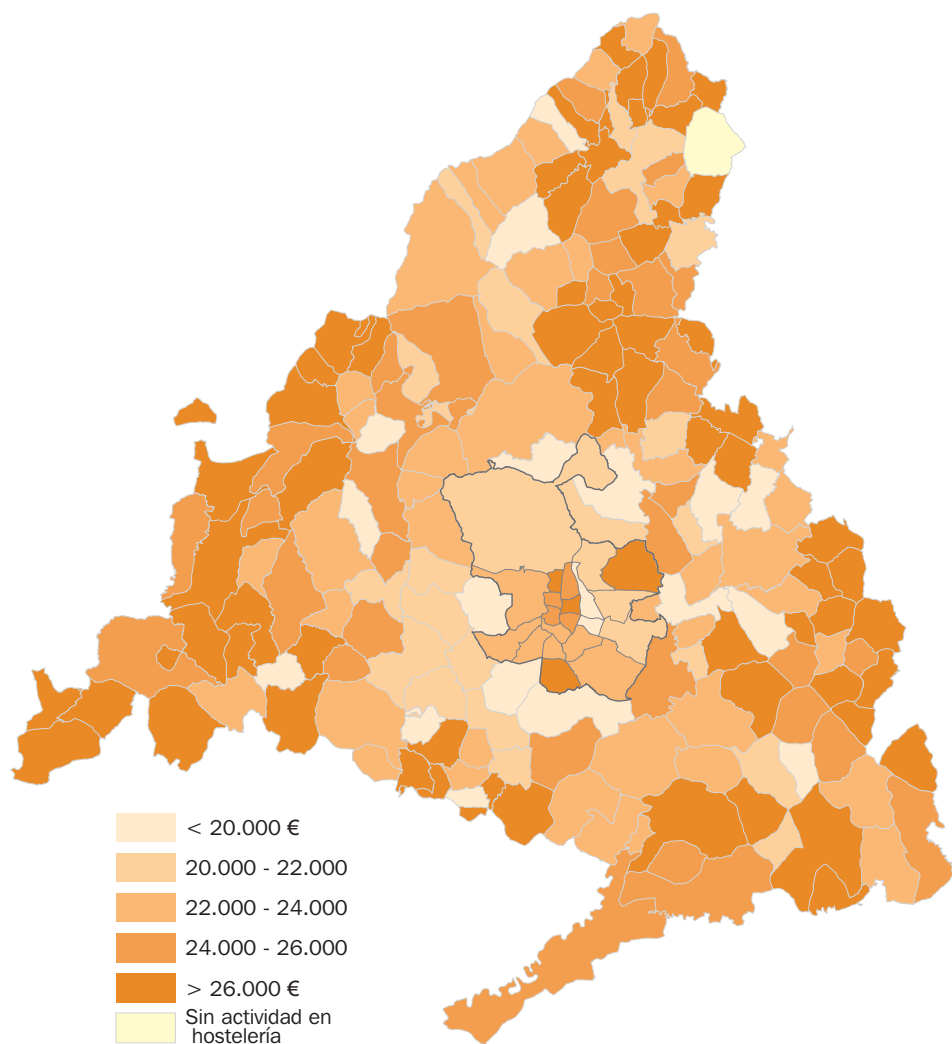 < 20.000 €
20.000 - 22.000
22.000 - 24.000
24.000 - 26.000
> 26.000 €
Sin actividad en
hostelería